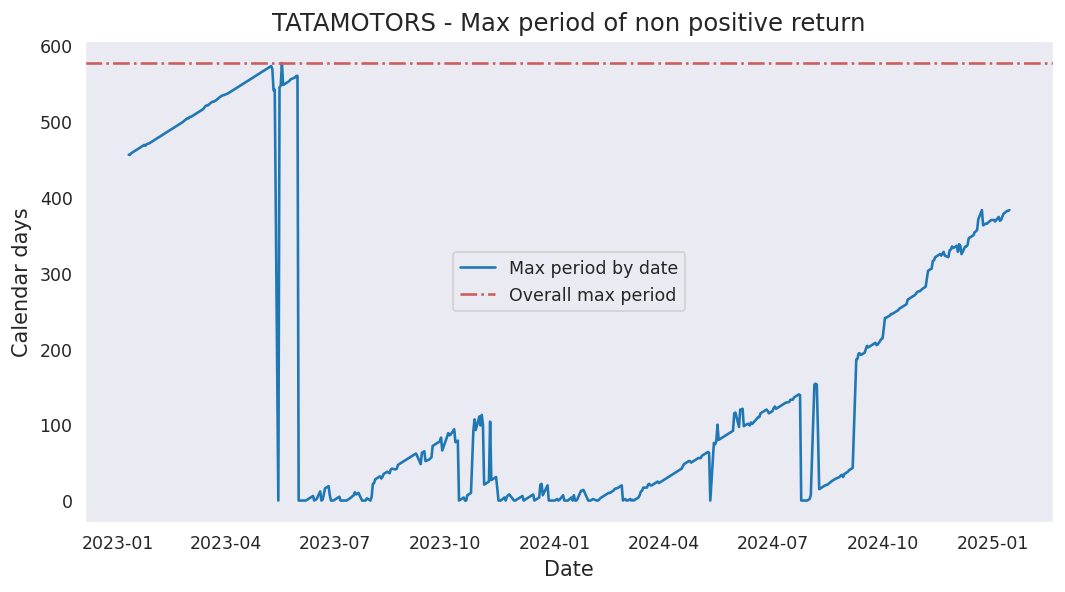 TATAMOTORS - Max period of non positive return
600
500
400
300
200
100
0
Calendar days
Max period by date
Overall max period
2023-01 2023-04 2023-07 2023-10 2024-01 2024-04 2024-07 2024-10 2025-01
Date